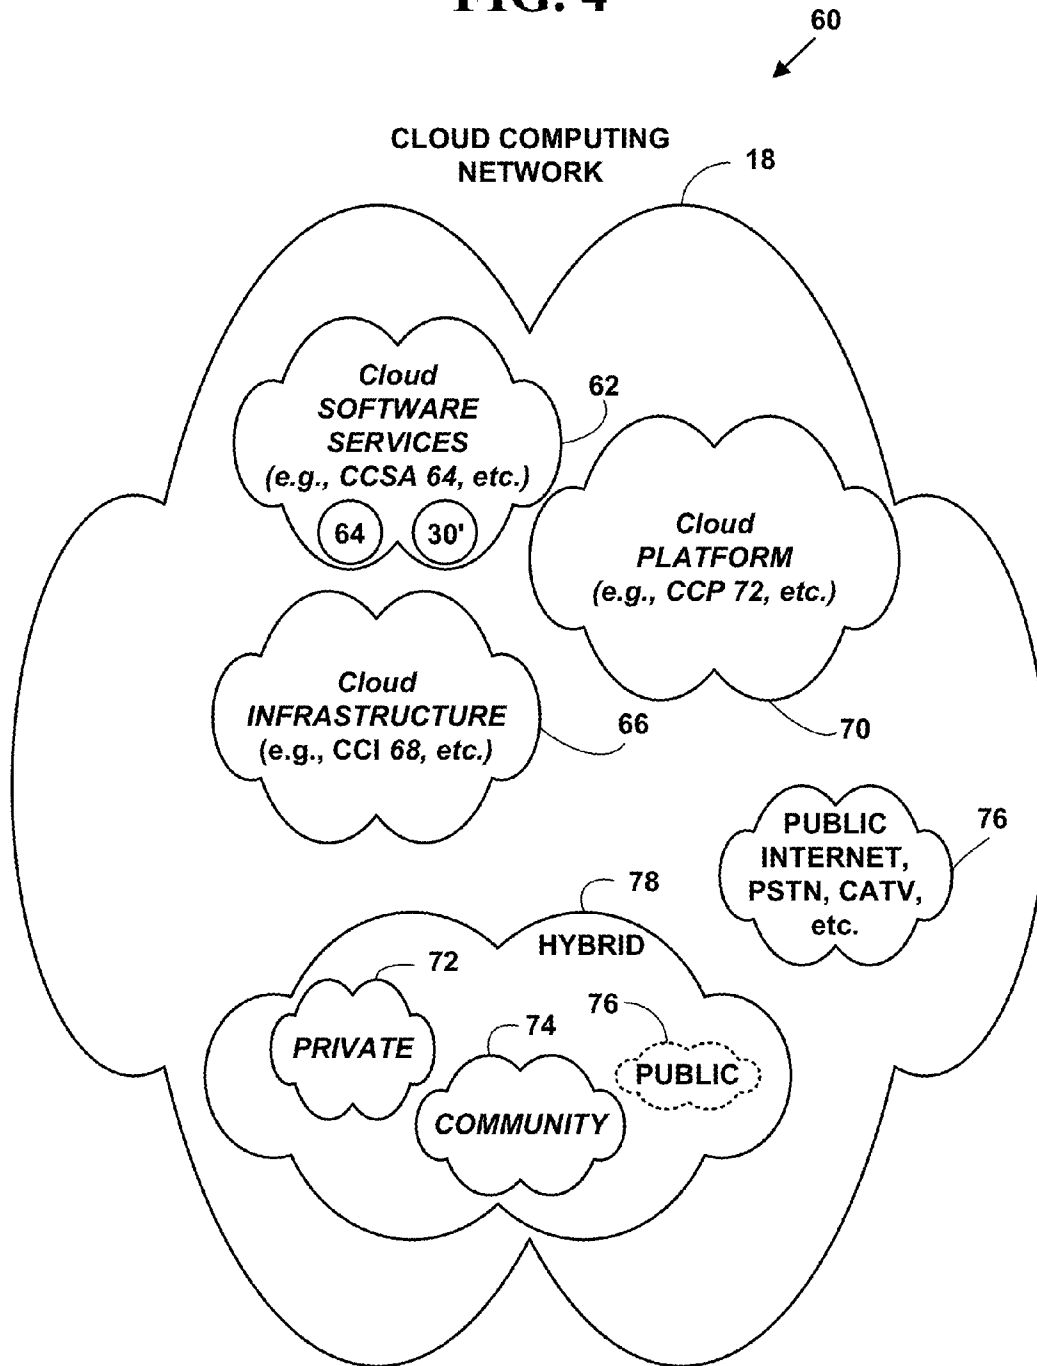 FIG. 4
60
CLOUD COMPUTING
NETWORK
18
Cloud
SOFTWARE
SERVICES
(e.g., CCSA 64, etc.)
64
30'
62
Cloud
PLATFORM
(e.g., CCP 72, etc.)
70
Cloud
INFRASTRUCTURE
(e.g., CCI 68, etc.)
66
PUBLIC
INTERNET,
PSTN, CATV,
etc.
76
78
HYBRID
72
PRIVATE
74
COMMUNITY
76
PUBLIC